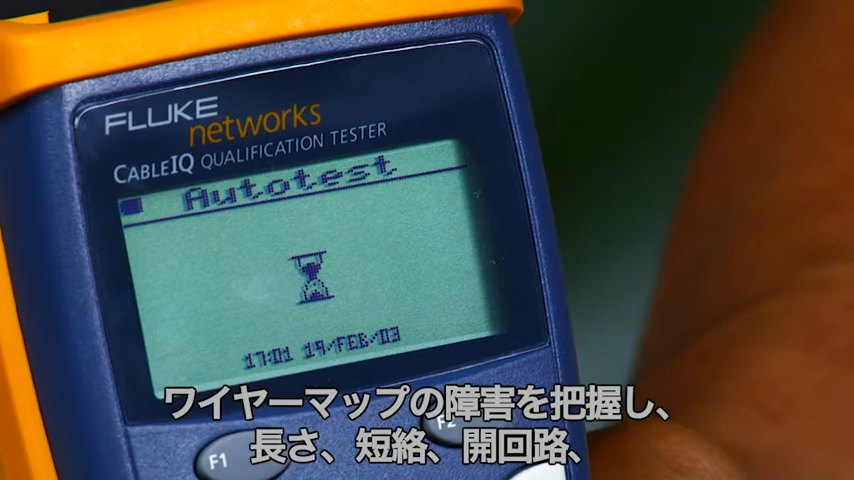 FLUKE
networks
CABLEIQ QUALIFICATION TESTER
Autotest
17:01 19/FEB/03
F2
F1
ワイヤーマップの障害を把握し、
長さ、短絡、開回路、